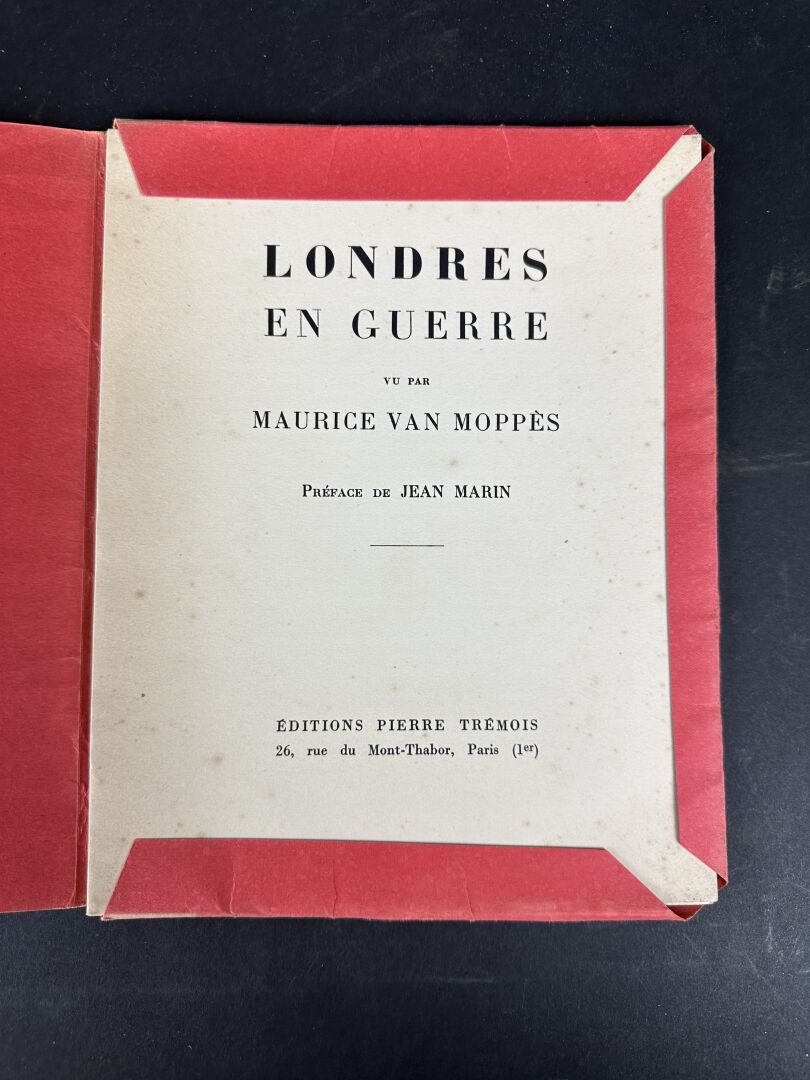 LONDRES
EN GUERRE
VU PAR
MAURICE VAN MOPPÈS
PRÉFACE DE JEAN MARIN
ÉDITIONS PIERRE TRÉMOIS
26, rue du Mont-Thabor, Paris (1er)